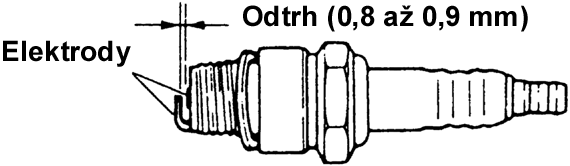 Odtrh (0,8 až 0,9 mm)
Elektrody